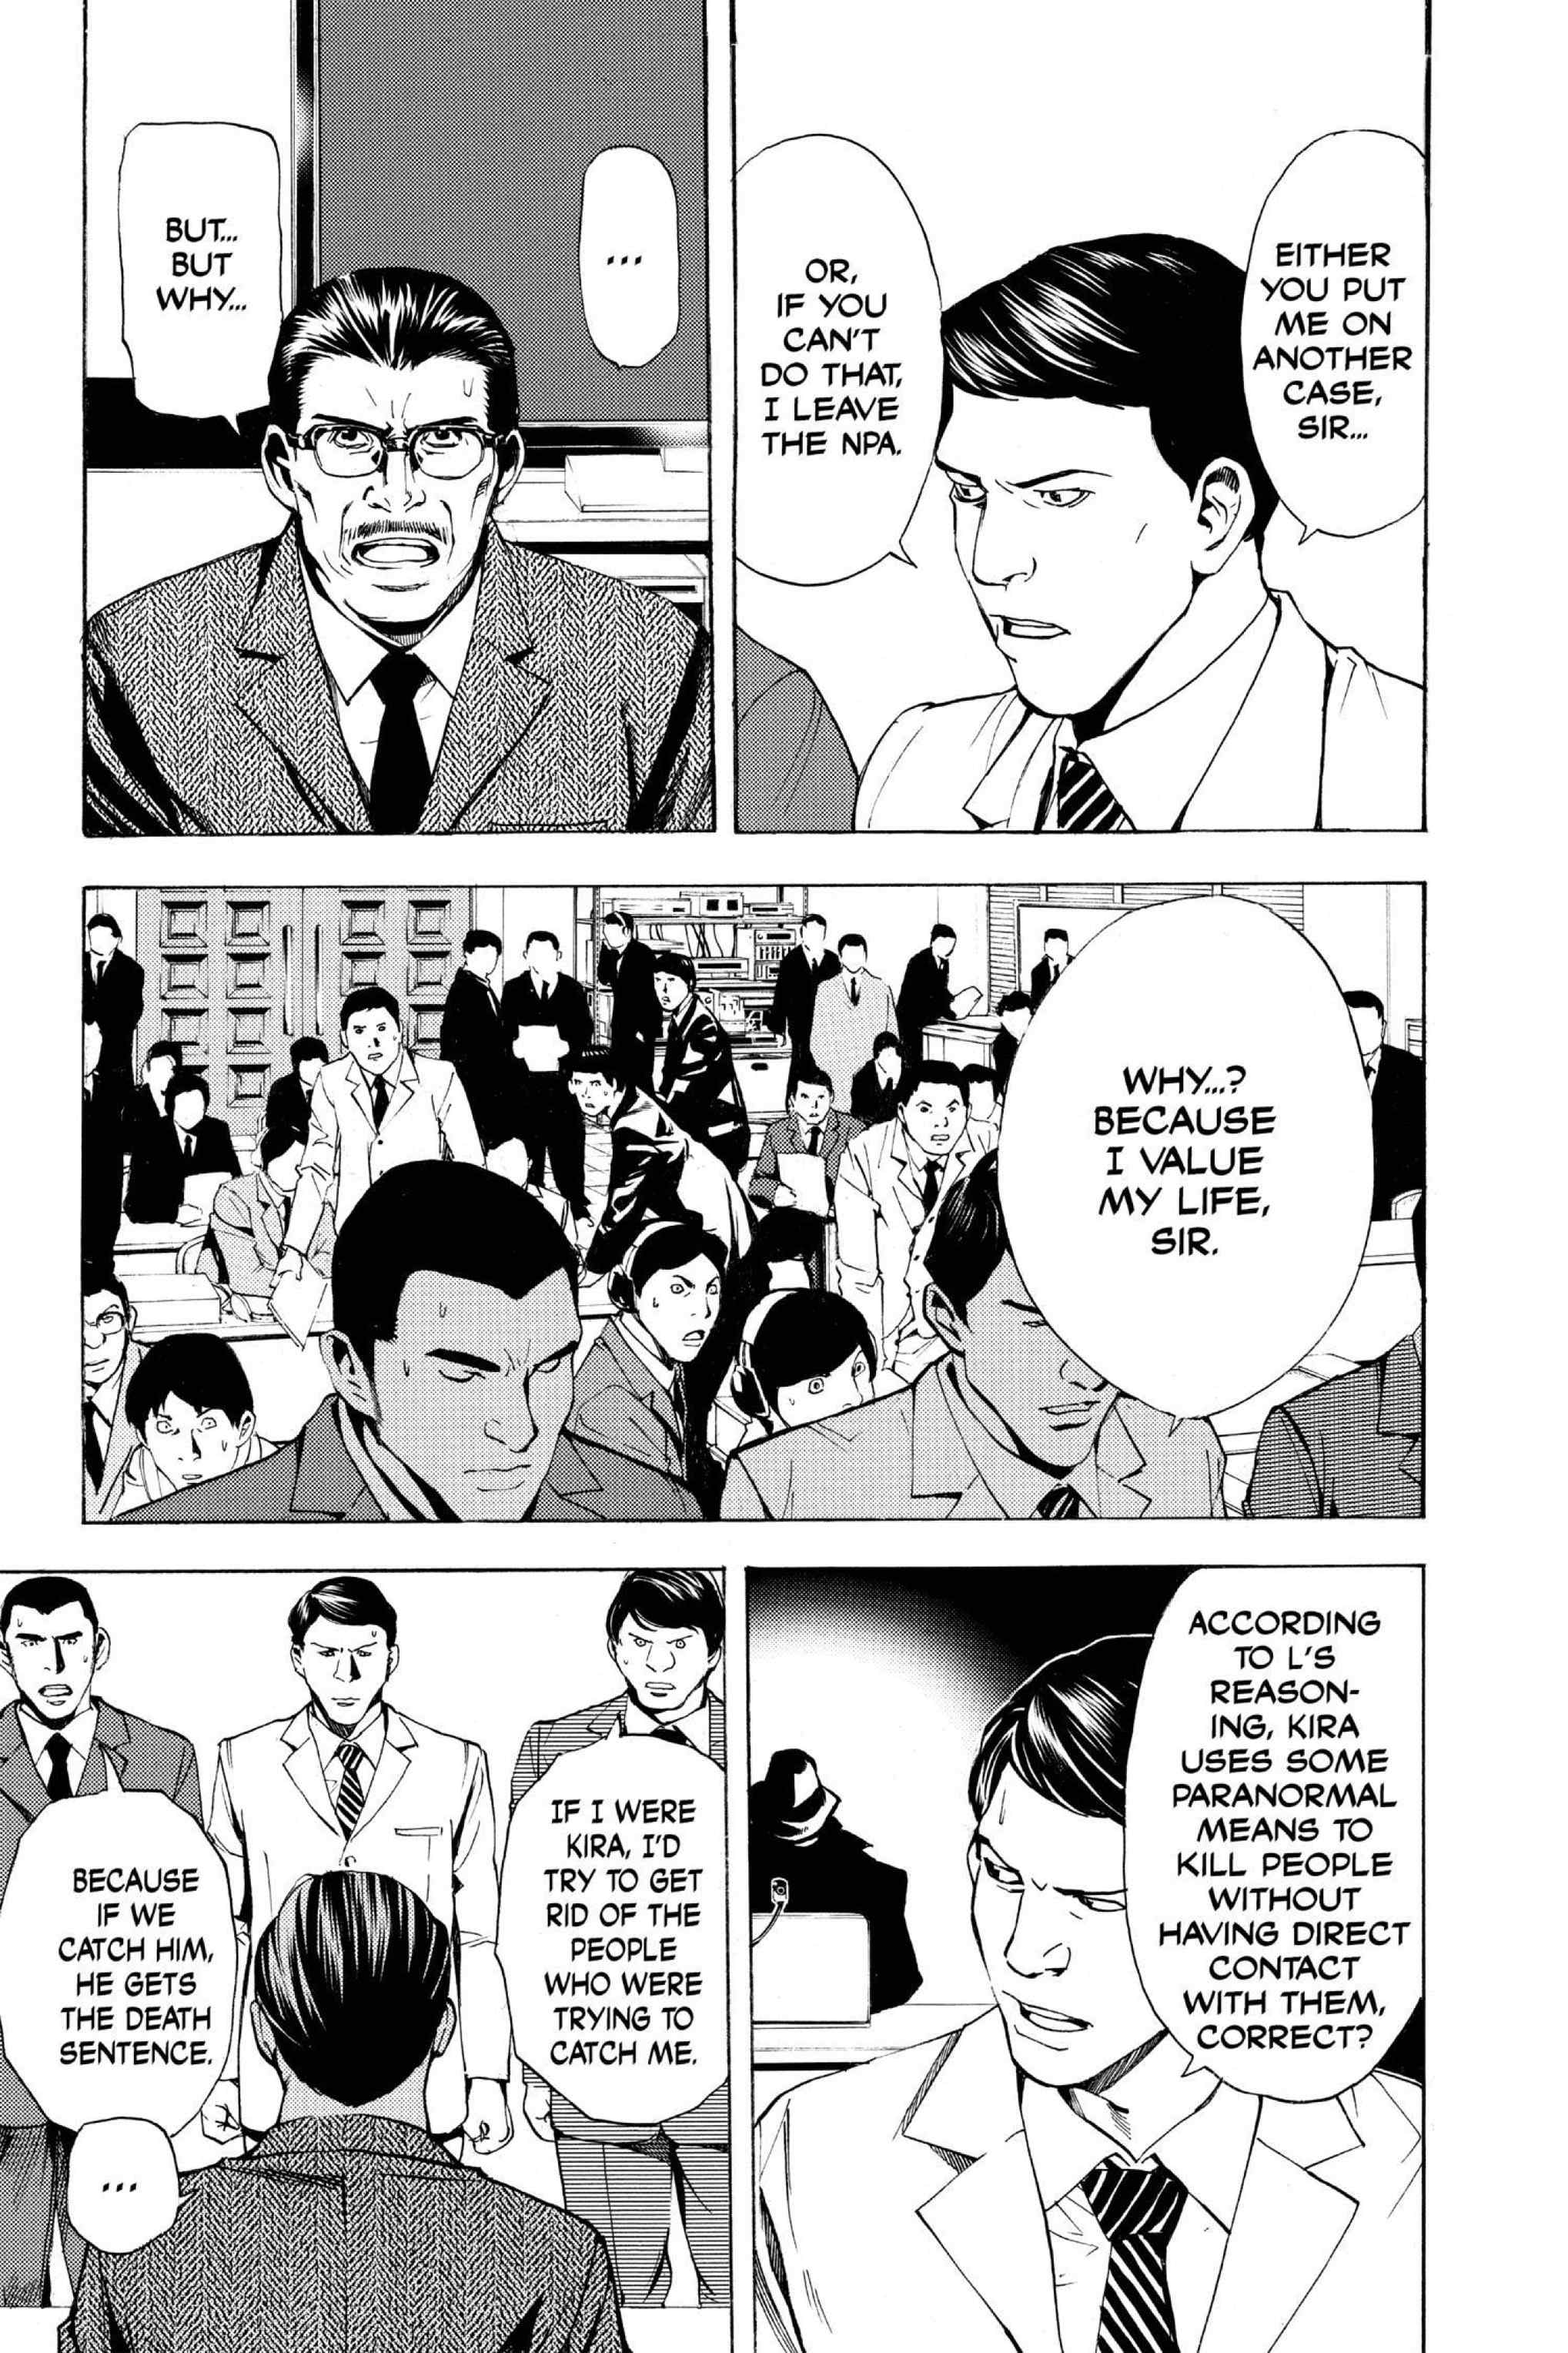 EITHER
YOU PUT
ME ON
ANOTHER
CASE,
SIR...
OR,
IF YOU
CAN'T
DO THAT,
I LEAVE
THE NPA.
...
BUT...
BUT
WHY...
WHY...?
BECAUSE
I VALUE
MY LIFE,
SIR.
ACCORDING
TO L'S
REASON-
ING, KIRA
USES SOME
PARANORMAL
MEANS TO
KILL PEOPLE
WITHOUT
HAVING DIRECT
CONTACT
WITH THEM,
CORRECT?
IF I WERE
KIRA, I'D
TRY TO GET
RID OF THE
PEOPLE
WHO WERE
TRYING TO
CATCH ME.
BECAUSE
IF WE
CATCH HIM,
HE GETS
THE DEATH
SENTENCE.
...